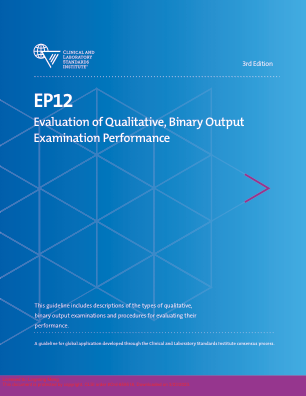 CLINICAL AND
LABORATORY
STANDARDS
INSTITUTE®
3rd Edition
EP12
Evaluation of Qualitative, Binary Output
Examination Performance
This guideline includes descriptions of the types of qualitative,
binary output examinations and procedures for evaluating their
performance.
A guideline for global application developed through the Clinical and Laboratory Standards Institute consensus process